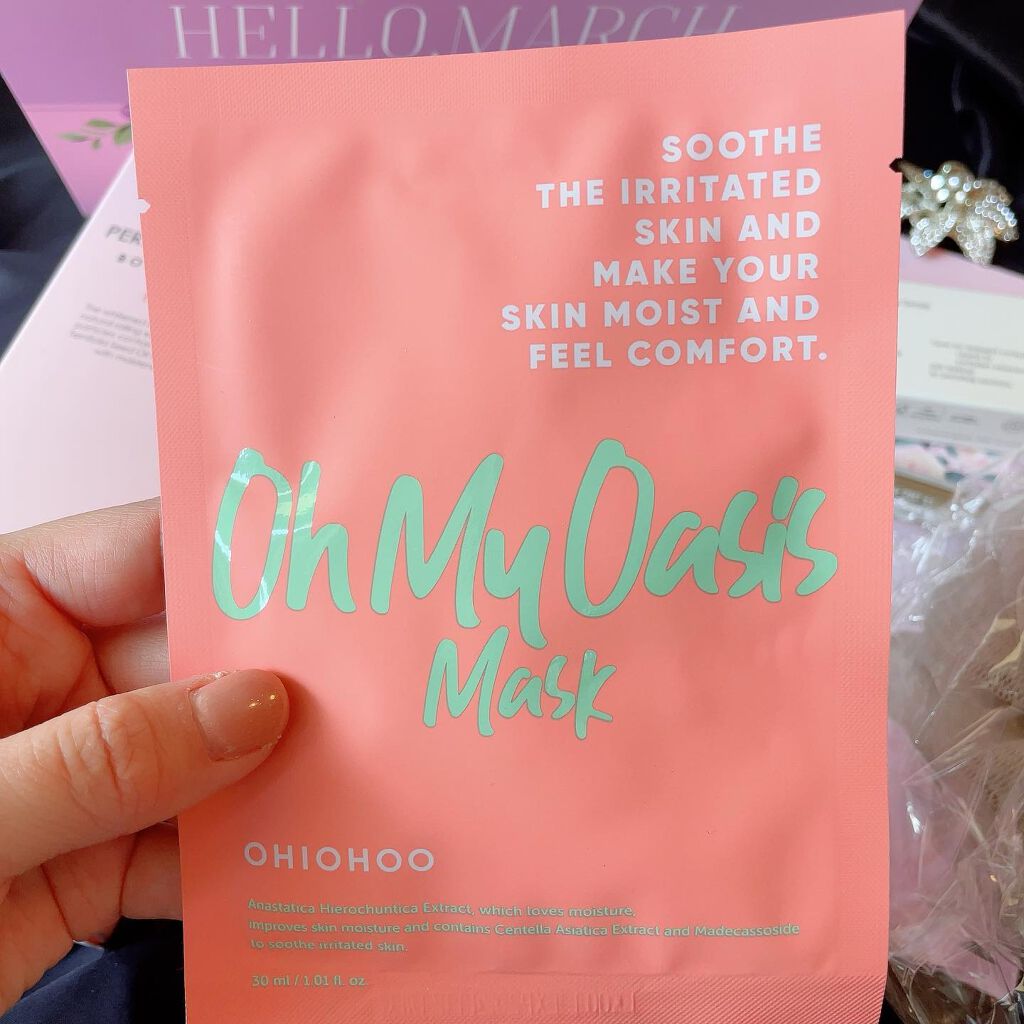 HELLO, MARCH
SOOTHE
THE IRRITATED
SKIN AND
MAKE YOUR
SKIN MOIST AND
FEEL COMFORT.
Oh My Oasis
Mask
OHIOHOO
Anastatica Hierochuntica Extract, which loves moisture,
improves skin moisture and contains Centella Asiatica Extract and Madecassoside
to soothe irritated skin.
30 ml / 1.01 fl. oz.